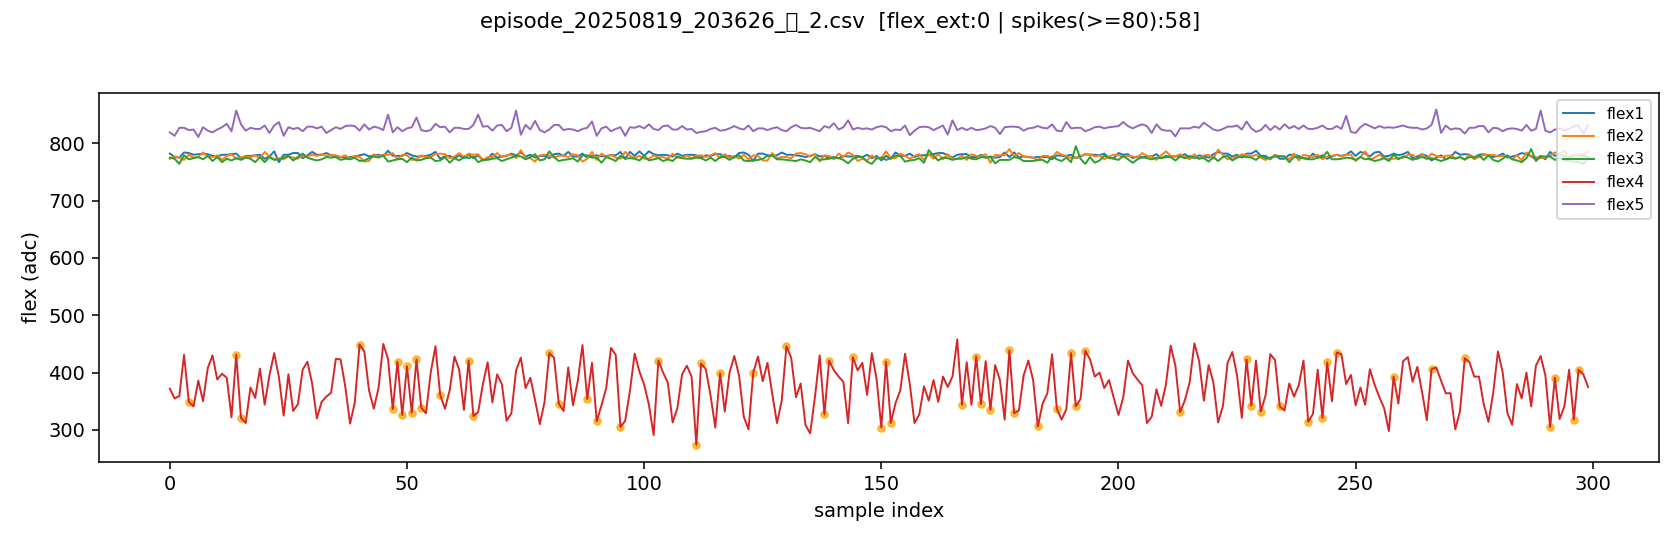 episode_20250819_203626_▯_2.csv [flex_ext:0 | spikes(>=80):58]
flex (adc)
800
700
600
500
400
300
0
50
100
150
200
250
300
sample index
flex1
flex2
flex3
flex4
flex5